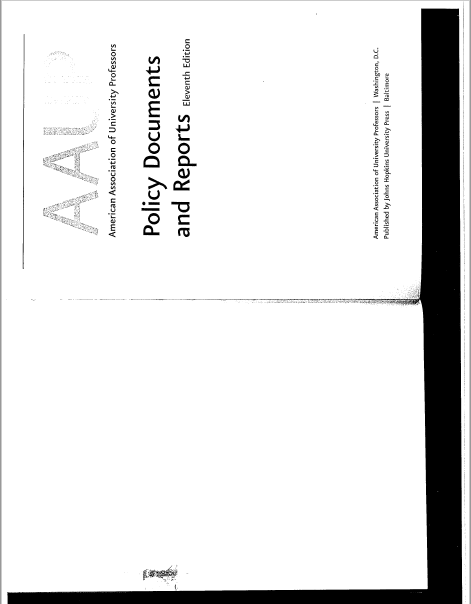 AAUP
American Association of University Professors
Policy Documents
and Reports Eleventh Edition
American Association of University Professors | Washington, D.C.
Published by Johns Hopkins University Press | Baltimore